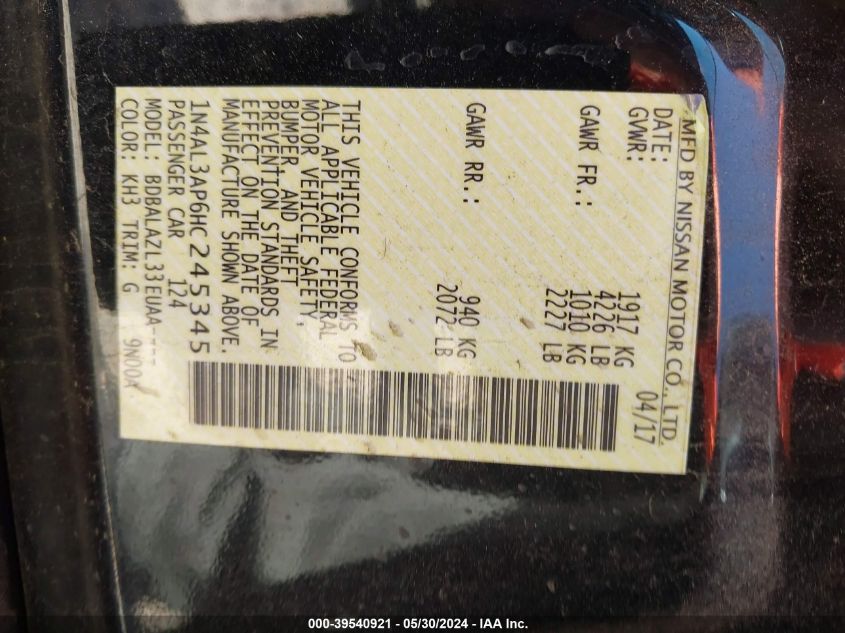 MFD BY NISSAN MOTOR CO., LTD.
DATE: 04/17
GVWR: 1917 KG
4226 LB
GAWR FR.: 1010 KG
2227 LB
GAWR RR.: 940 KG
2072 LB
THIS VEHICLE CONFORMS TO
ALL APPLICABLE FEDERAL
MOTOR VEHICLE SAFETY,
BUMPER, AND THEFT
PREVENTION STANDARDS IN
EFFECT ON THE DATE OF
MANUFACTURE SHOWN ABOVE.
1N4AL3AP6HC245345
PASSENGER CAR 124
MODEL: BDBALAZL33EUAA----
COLOR: KH3 TRIM: G 9N00A
000-39540921 / 05/30/2024 - IAA Inc.